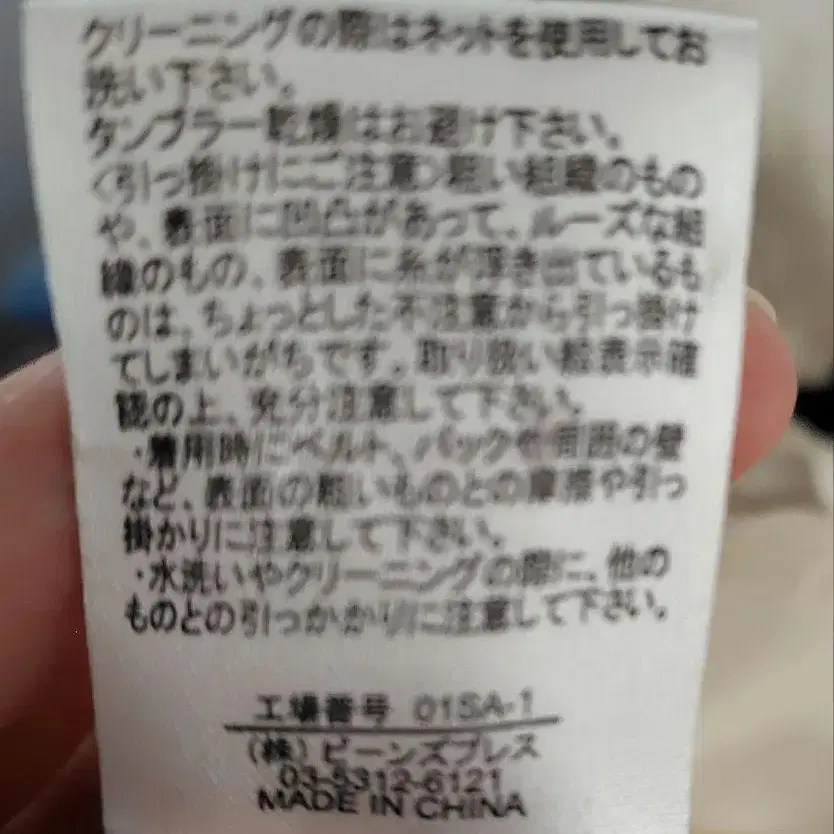 クリーニングの際はネットを使用してお
洗い下さい。
タンブラー乾燥はお避け下さい。
〈引っ掛けにご注意〉粗い組織のもの
や、表面に凹凸があって、ルーズな組
織のもの、表面に糸が浮き出ているも
のは、ちょっとした不注意から引っ掛け
てしまいがちです。取り扱い絵表示確
認の上、充分注意して下さい。
・着用時にベルト、バックや周囲の壁
など、表面の粗いものとの摩擦や引っ
掛かりに注意して下さい。
・水洗いやクリーニングの際に、他の
ものとの引っかかりに注意して下さい。
工場番号 01SA-1
(株)ビーンズプレス
03-5312-6121
MADE IN CHINA